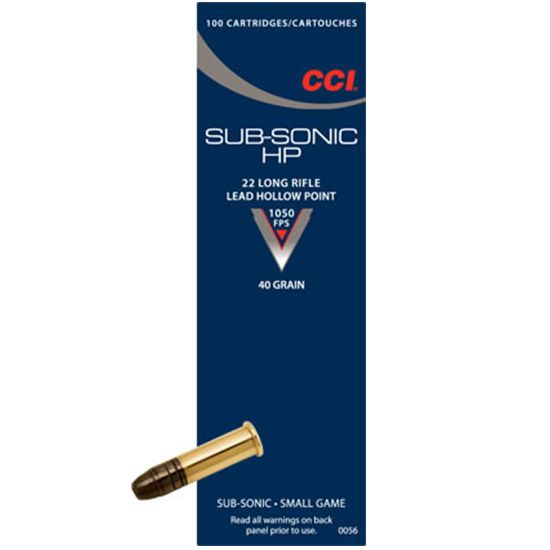 100 CARTRIDGES/CARTOUCHES
CCI
SUB-SONIC
HP
22 LONG RIFLE
LEAD HOLLOW POINT
1050
FPS
40 GRAIN
SUB-SONIC • SMALL GAME
Read all warnings on back
panel prior to use.
0056